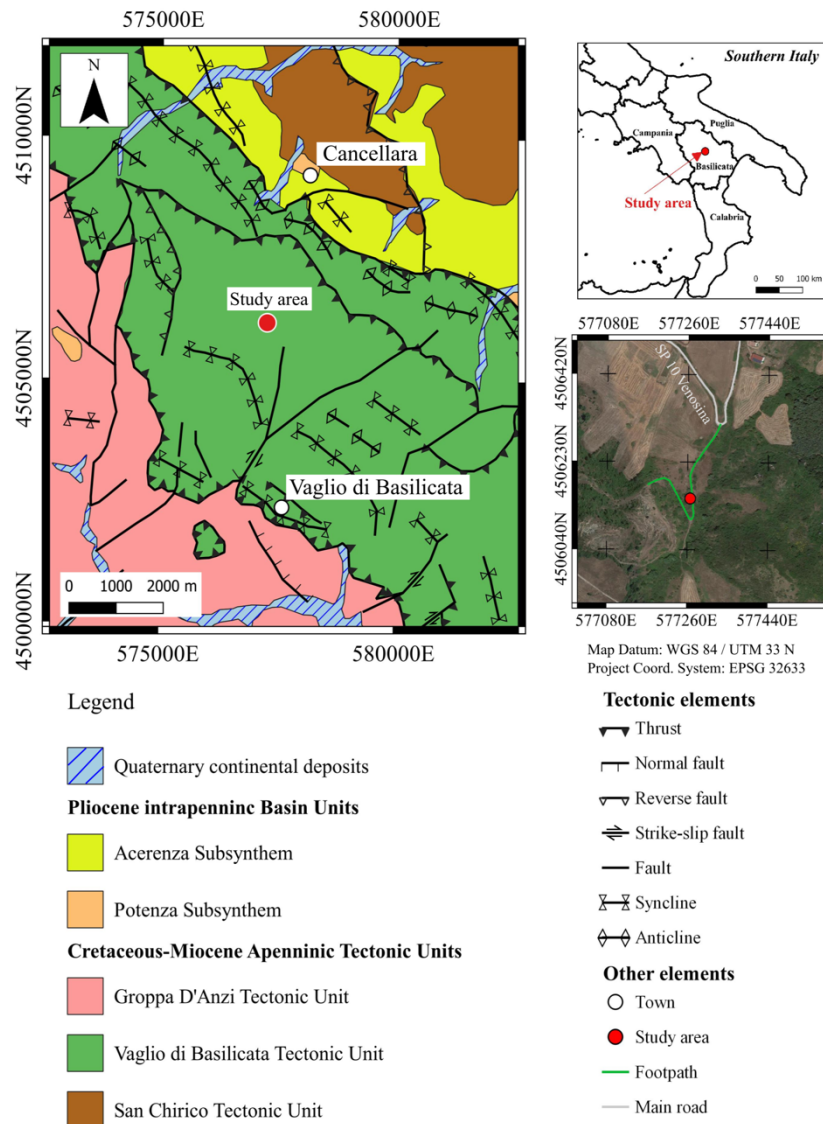 575000E
580000E
4510000N
4505000N
4500000N
N
Cancellara
Study area
Vaglio di Basilicata
0 1000 2000 m
575000E
580000E
Southern Italy
Campania
Puglia
Basilicata
Study area
Calabria
0 50 100 km
577080E 577260E 577440E
4506420N
4506230N
4506040N
SP 10 Venosina
577080E 577260E 577440E
Map Datum: WGS 84 / UTM 33 N
Project Coord. System: EPSG 32633
Legend
Quaternary continental deposits
Pliocene intrapenninc Basin Units
Acerenza Subsynthem
Potenza Subsynthem
Cretaceous-Miocene Apenninic Tectonic Units
Groppa D'Anzi Tectonic Unit
Vaglio di Basilicata Tectonic Unit
San Chirico Tectonic Unit
Tectonic elements
Thrust
Normal fault
Reverse fault
Strike-slip fault
Fault
Syncline
Anticline
Other elements
Town
Study area
Footpath
Main road